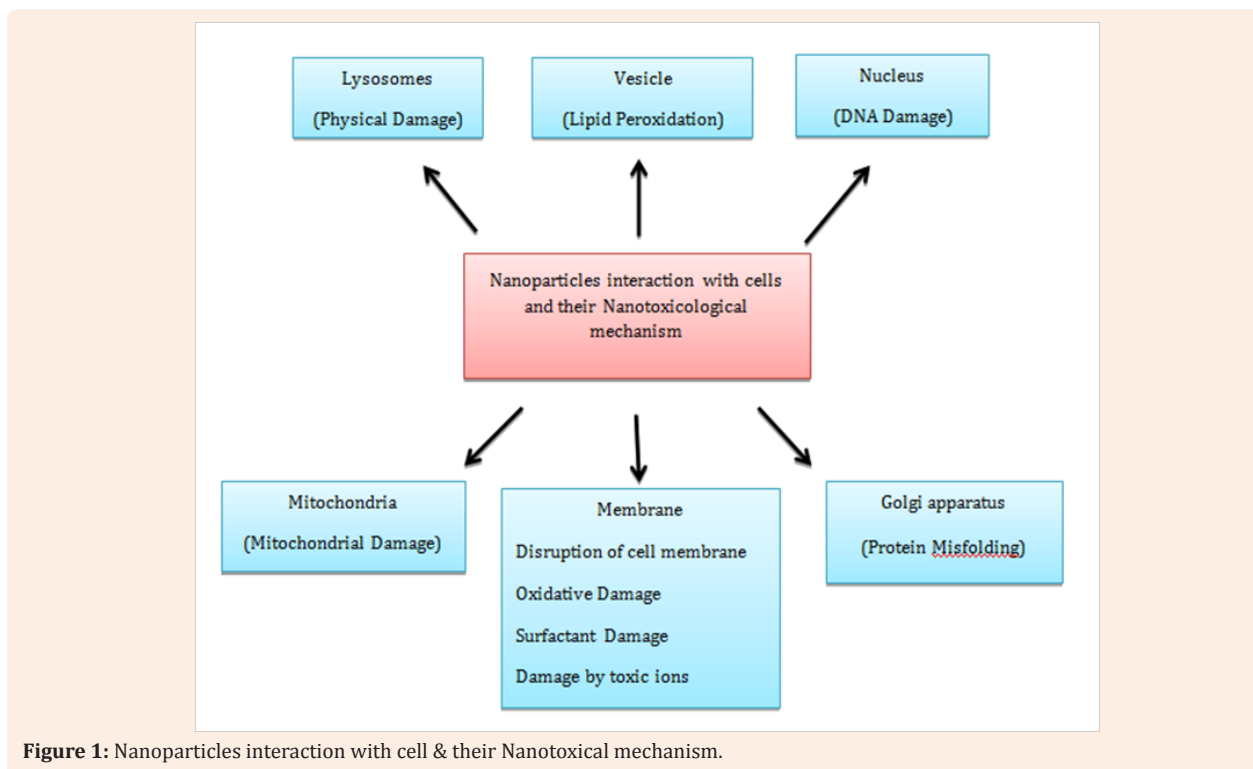 Lysosomes
(Physical Damage)
Vesicle
(Lipid Peroxidation)
Nucleus
(DNA Damage)
Nanoparticles interaction with cells
and their Nanotoxicological
mechanism
Mitochondria
(Mitochondrial Damage)
Membrane
Disruption of cell membrane
Oxidative Damage
Surfactant Damage
Damage by toxic ions
Golgi apparatus
(Protein Misfolding)
Figure 1: Nanoparticles interaction with cell & their Nanotoxical mechanism.